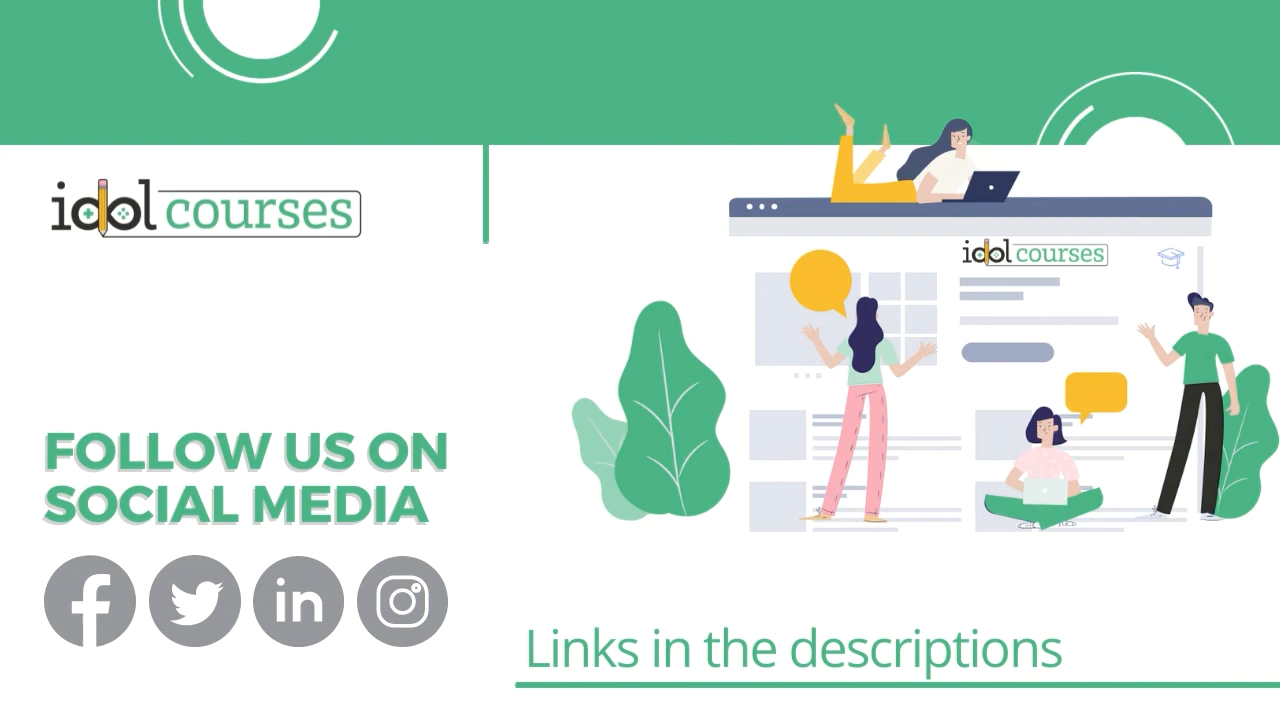 idol courses
idol courses
FOLLOW US ON
SOCIAL MEDIA
Links in the descriptions